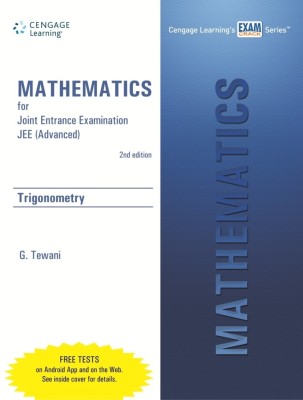 CENGAGE
Learning®
Cengage Learning's EXAM CRACK Series™
MATHEMATICS
for
Joint Entrance Examination
JEE (Advanced)
2nd edition
Trigonometry
G. Tewani
MATHEMATICS
FREE TESTS
on Android App and on the Web.
See inside cover for details.